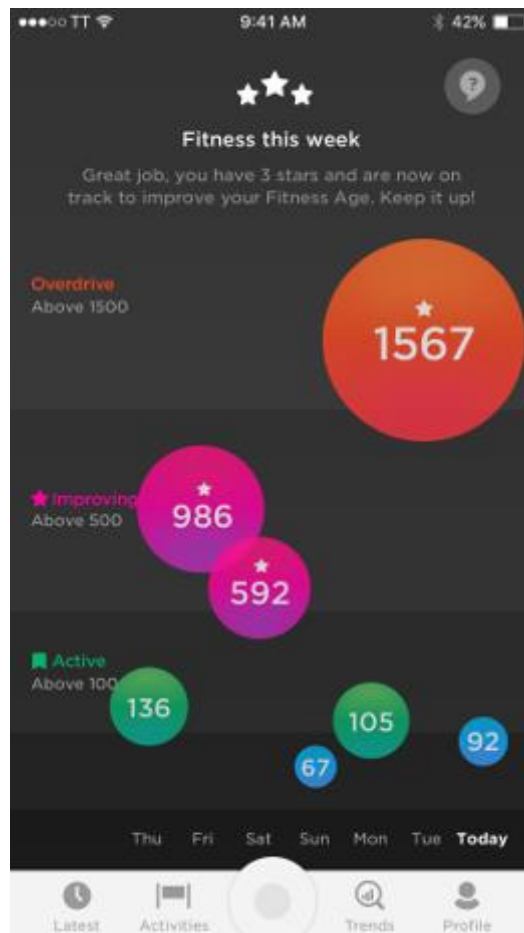 TT 9:41 AM 42%
?
Fitness this week
Great job, you have 3 stars and are now on
track to improve your Fitness Age. Keep it up!
Overdrive
Above 1500
1567
Improving
Above 500
986
592
Active
Above 100
136
105
92
67
Thu Fri Sat Sun Mon Tue Today
Latest Activities Trends Profile